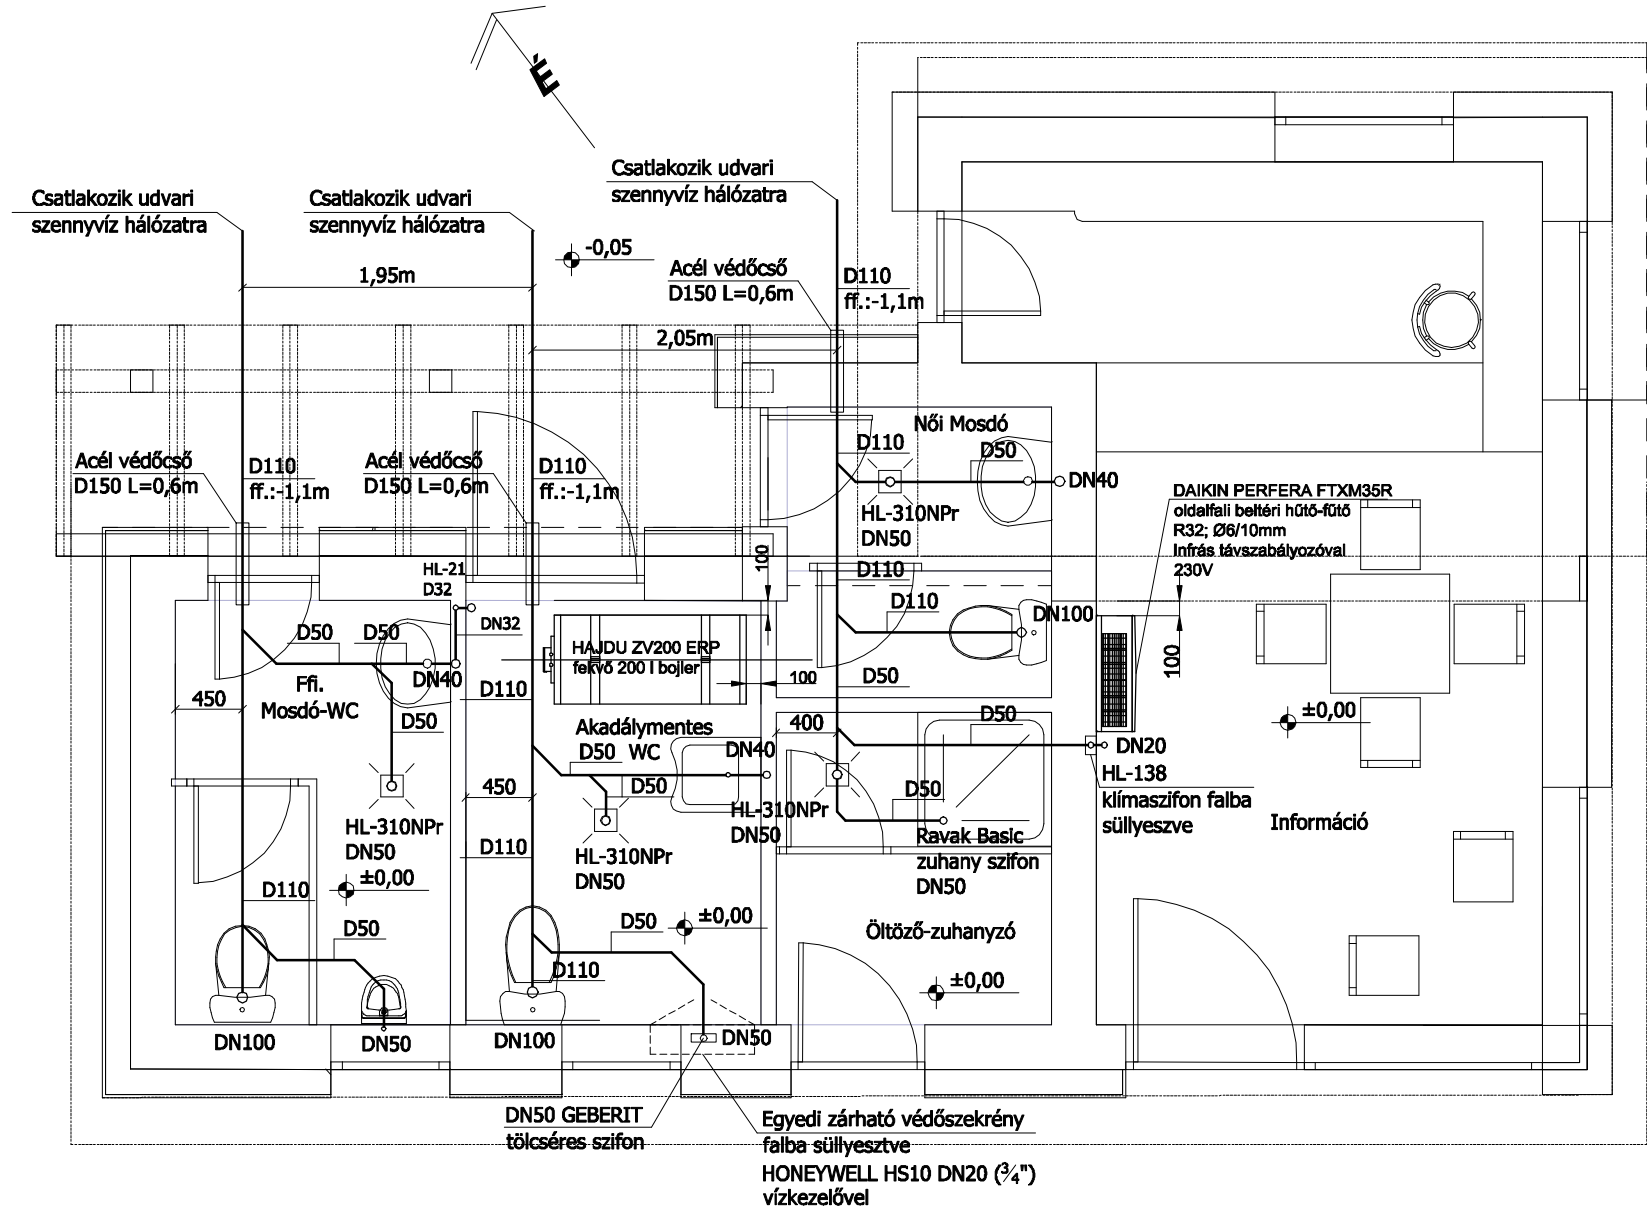 É
Csatlakozik udvari
szennyvíz hálózatra
Csatlakozik udvari
szennyvíz hálózatra
Csatlakozik udvari
szennyvíz hálózatra
-0,05
1,95m
Acél védőcső
D150 L=0,6m
D110
ff.:-1,1m
2,05m
Acél védőcső
D150 L=0,6m
D110
ff.:-1,1m
Acél védőcső
D150 L=0,6m
D110
ff.:-1,1m
Női Mosdó
D110
D50
DN40
HL-310NPr
DN50
DAIKIN PERFERA FTXM35R
oldalfali beltéri hűtő-fűtő
R32; Ø6/10mm
Infrás távszabályozóval
230V
100
HL-21
D32
DN32
D110
D110
DN100
D50
D50
DN40
HAJDU ZV200 ERP
fekvő 200 l bojler
100
100
D50
Ffi.
Mosdó-WC
450
D50
D110
Akadálymentes
WC
D50
DN40
D50
400
D50
DN20
HL-138
klímaszifon falba
süllyeszve
±0,00
450
HL-310NPr
DN50
D50
Ravak Basic
zuhany szifon
DN50
Információ
HL-310NPr
DN50
±0,00
D110
HL-310NPr
DN50
D110
D50
D50
±0,00
Öltöző-zuhanyzó
±0,00
D110
DN100
DN50
DN100
DN50
DN50 GEBERIT
tölcséres szifon
Egyedi zárható védőszekrény
falba süllyesztve
HONEYWELL HS10 DN20 (¾")
vízkezelővel